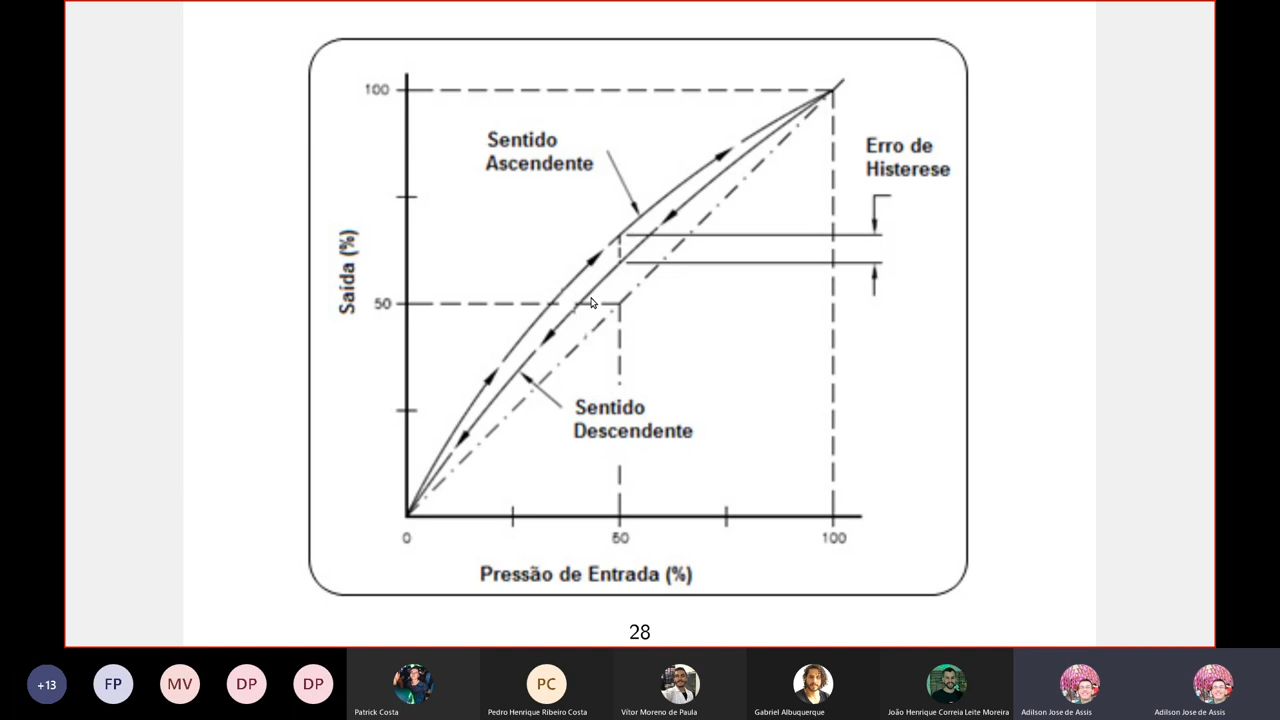 100
Sentido
Ascendente
Erro de
Histerese
Saída (%)
50
Sentido
Descendente
0
50
100
Pressão de Entrada (%)
28
+13
FP
MV
DP
DP
PC
Patrick Costa
Pedro Henrique Ribeiro Costa
Vítor Moreno de Paula
Gabriel Albuquerque
João Henrique Correia Leite Moreira
Adilson Jose de Assis
Adilson Jose de Assis